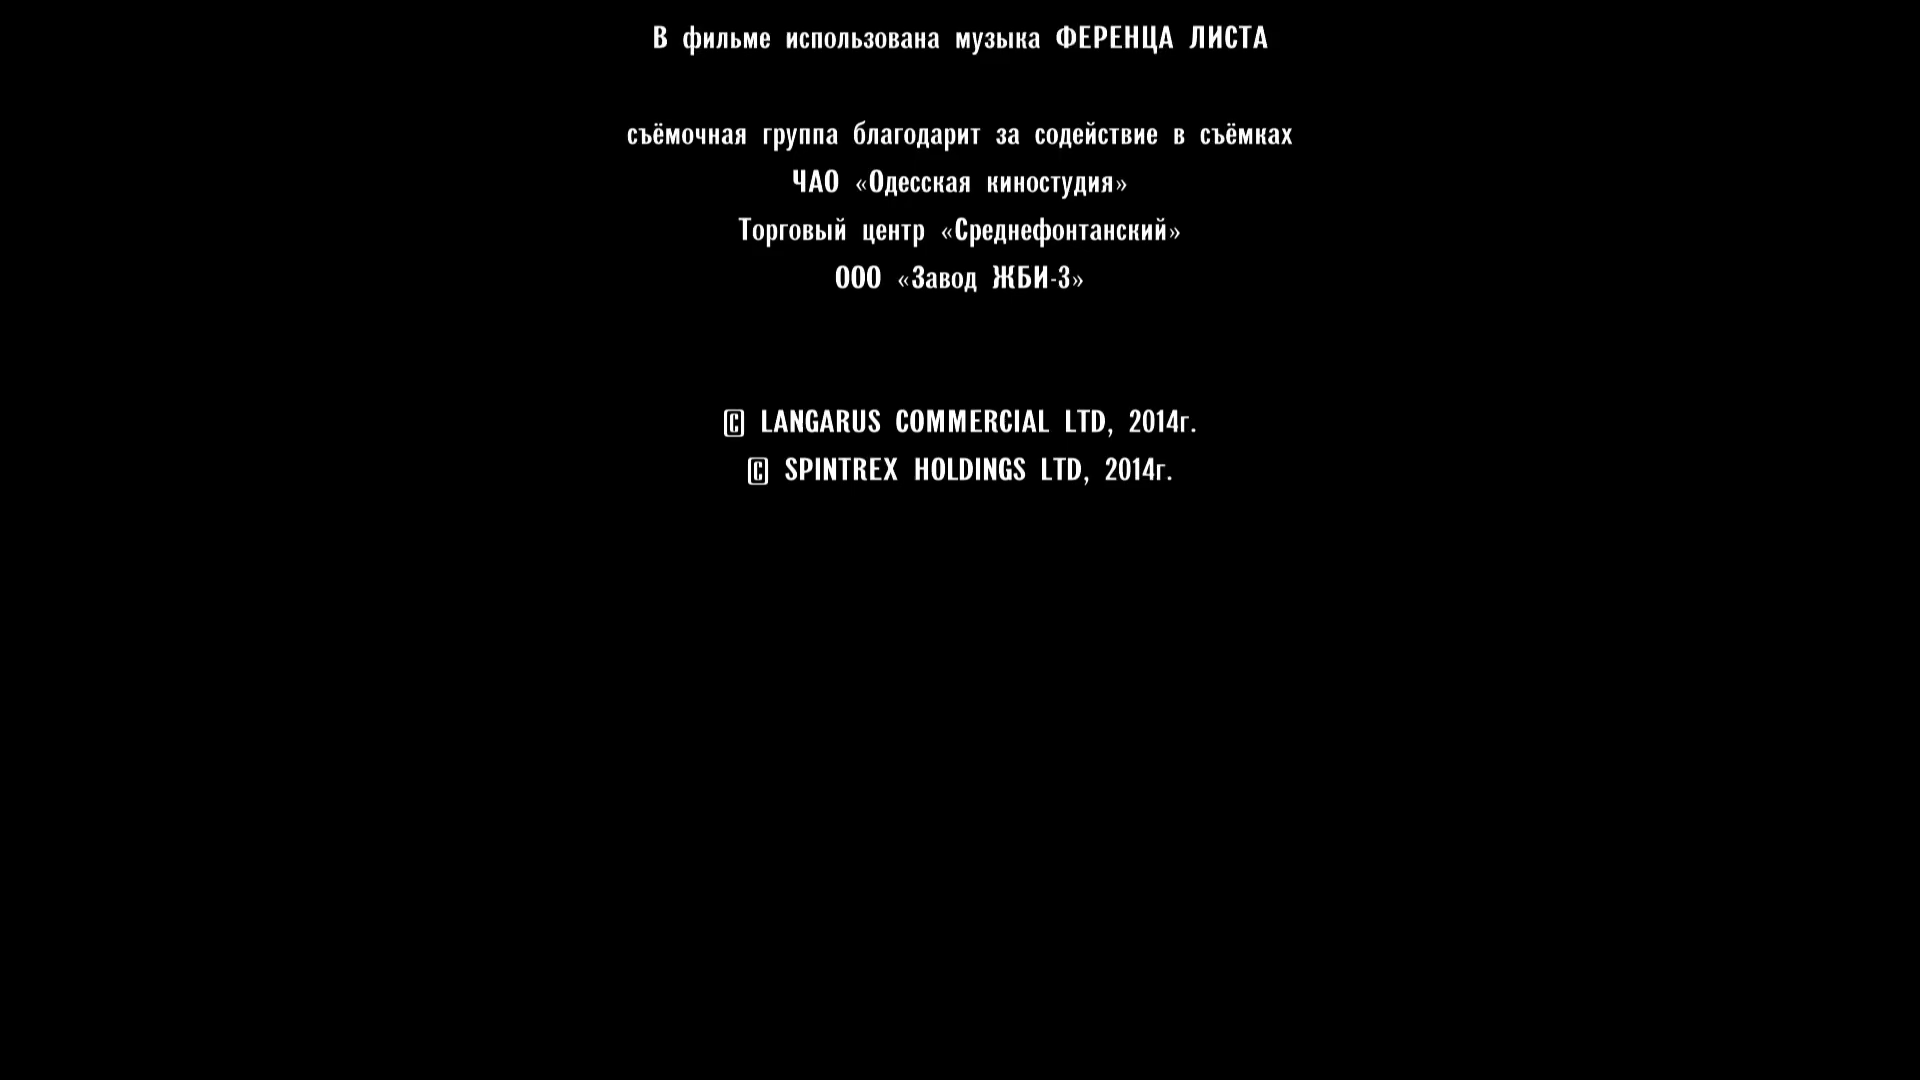 В фильме использована музыка ФЕРЕНЦА ЛИСТА
съёмочная группа благодарит за содействие в съёмках
ЧАО «Одесская киностудия»
Торговый центр «Среднефонтанский»
ООО «Завод ЖБИ-3»
© LANGARUS COMMERCIAL LTD, 2014г.
© SPINTREX HOLDINGS LTD, 2014г.